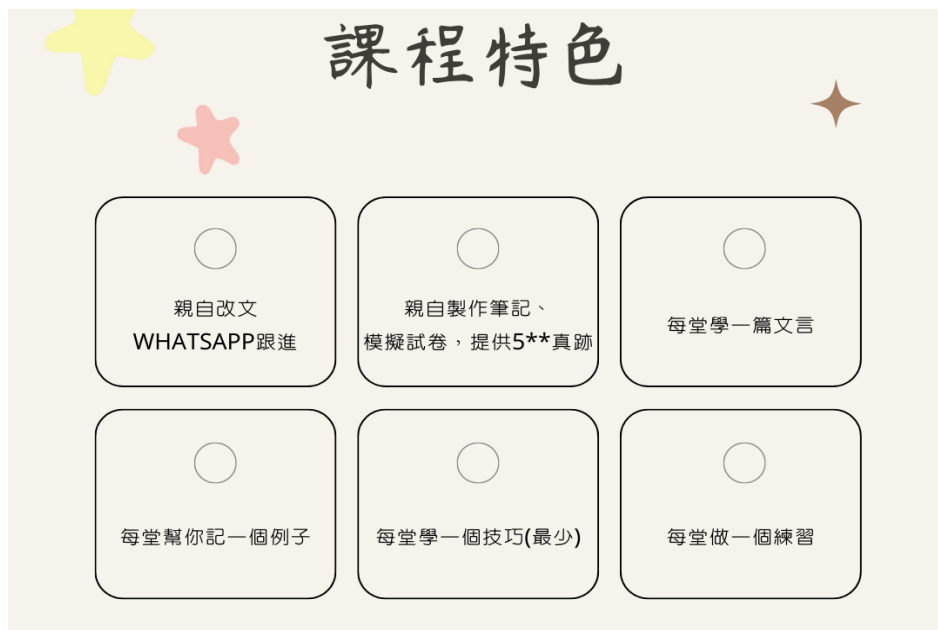 課程特色
親自改文
WHATSAPP跟進
親自製作筆記、
模擬試卷，提供5**真跡
每堂學一篇文言
每堂幫你記一個例子
每堂學一個技巧(最少)
每堂做一個練習